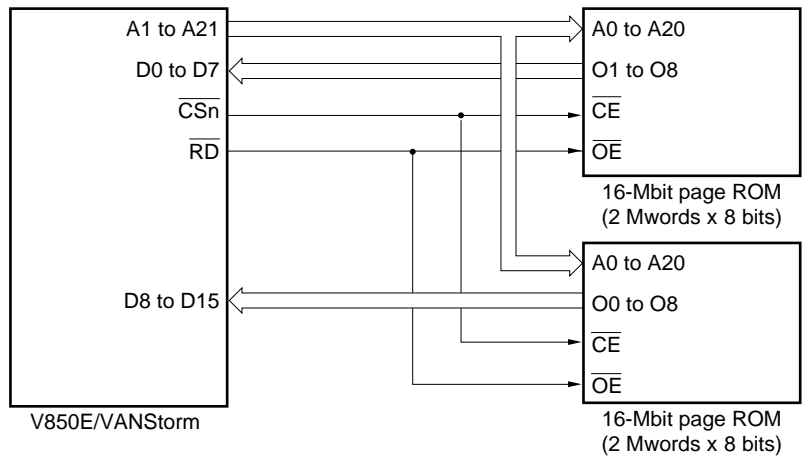 A1 to A21
A0 to A20
D0 to D7
O1 to O8
CSn
CE
RD
OE
16-Mbit page ROM
(2 Mwords x 8 bits)
A0 to A20
D8 to D15
O0 to O8
CE
OE
V850E/VANStorm
16-Mbit page ROM
(2 Mwords x 8 bits)